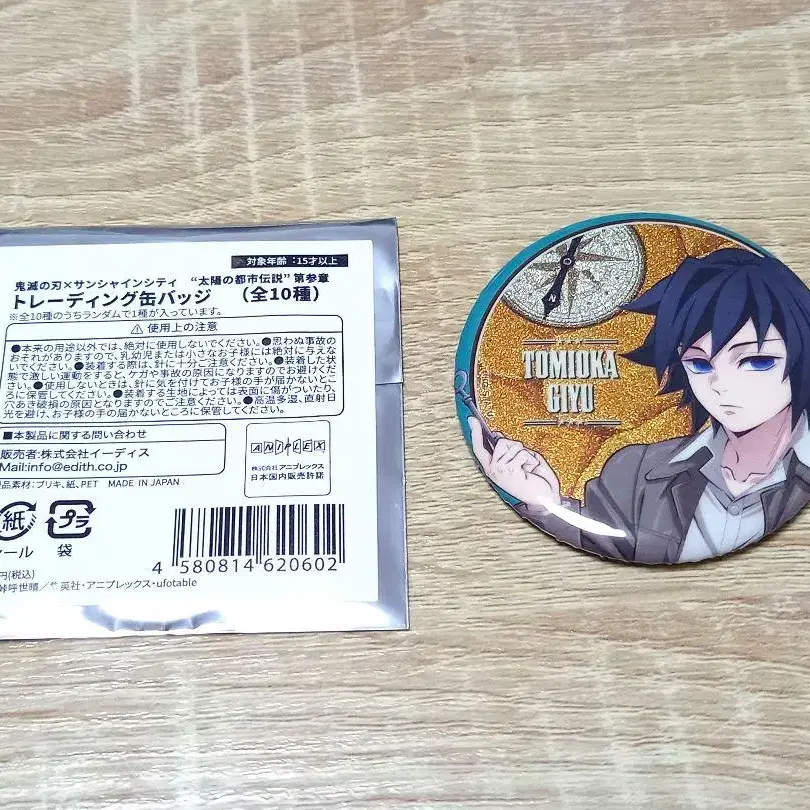 対象年齢：15才以上
鬼滅の刃×サンシャインシティ “太陽の都市伝説”第参章
トレーディング缶バッジ （全10種）
※全10種のうちランダムで1種が入っています。
⚠使用上の注意
●本来の用途以外では、絶対に使用しないでください。●思わぬ事故の
おそれがありますので、乳幼児または小さなお子様には絶対に与えな
いでください。●装着する際は、針に十分ご注意ください。●装着した状
態で激しい運動をすると、ケガや事故の原因になりますのでお避けくだ
さい。●使用しないときは、針に気を付けてお子様の手が届かないとこ
ろに保管してください。●装着する生地によっては表面に傷がついたり、
穴あき破損の原因となりますのでご注意ください。●高温多湿、直射日
光を避け、お子様の手の届かないところに保管してください。
■本製品に関する問い合わせ
販売者：株式会社イーディス
Mail:info@edith.co.jp
ANIPLEX
株式会社アニプレックス
日本国内販売許諾
製品素材：ブリキ、紙、PET MADE IN JAPAN
紙
プラ
ール
袋
4 580814 620602
円(税込)
峠呼世晴／集英社・アニプレックス・ufotable
N
TOMIOKA
GIYU